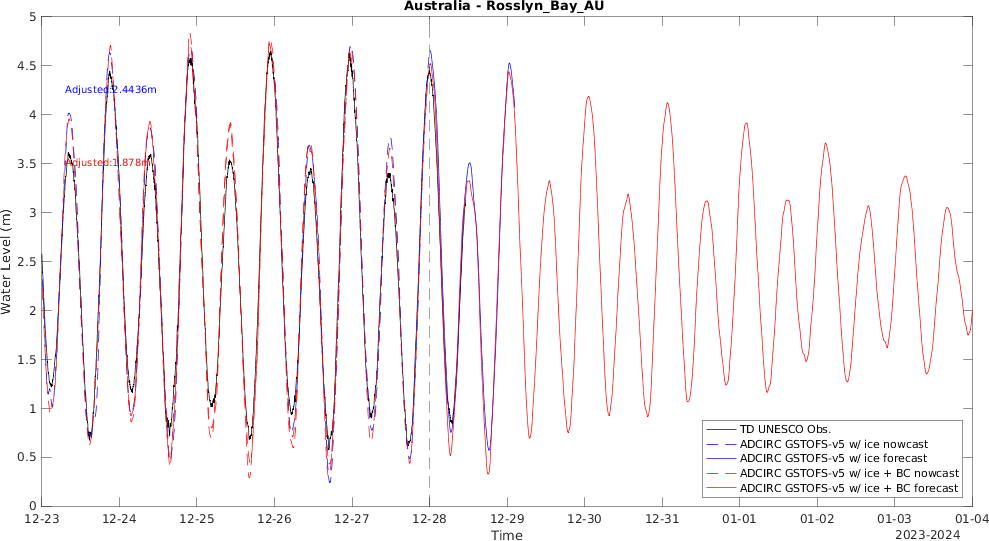 Australia - Rosslyn_Bay_AU
5
4.5
4
3.5
3
2.5
2
1.5
1
0.5
0
Water Level (m)
Adjusted:2.4436m
Adjusted:1.878m
TD UNESCO Obs.
ADCIRC GSTOFS-v5 w/ ice nowcast
ADCIRC GSTOFS-v5 w/ ice forecast
ADCIRC GSTOFS-v5 w/ ice + BC nowcast
ADCIRC GSTOFS-v5 w/ ice + BC forecast
12-23 12-24 12-25 12-26 12-27 12-28 12-29 12-30 12-31 01-01 01-02 01-03 01-04
Time
2023-2024